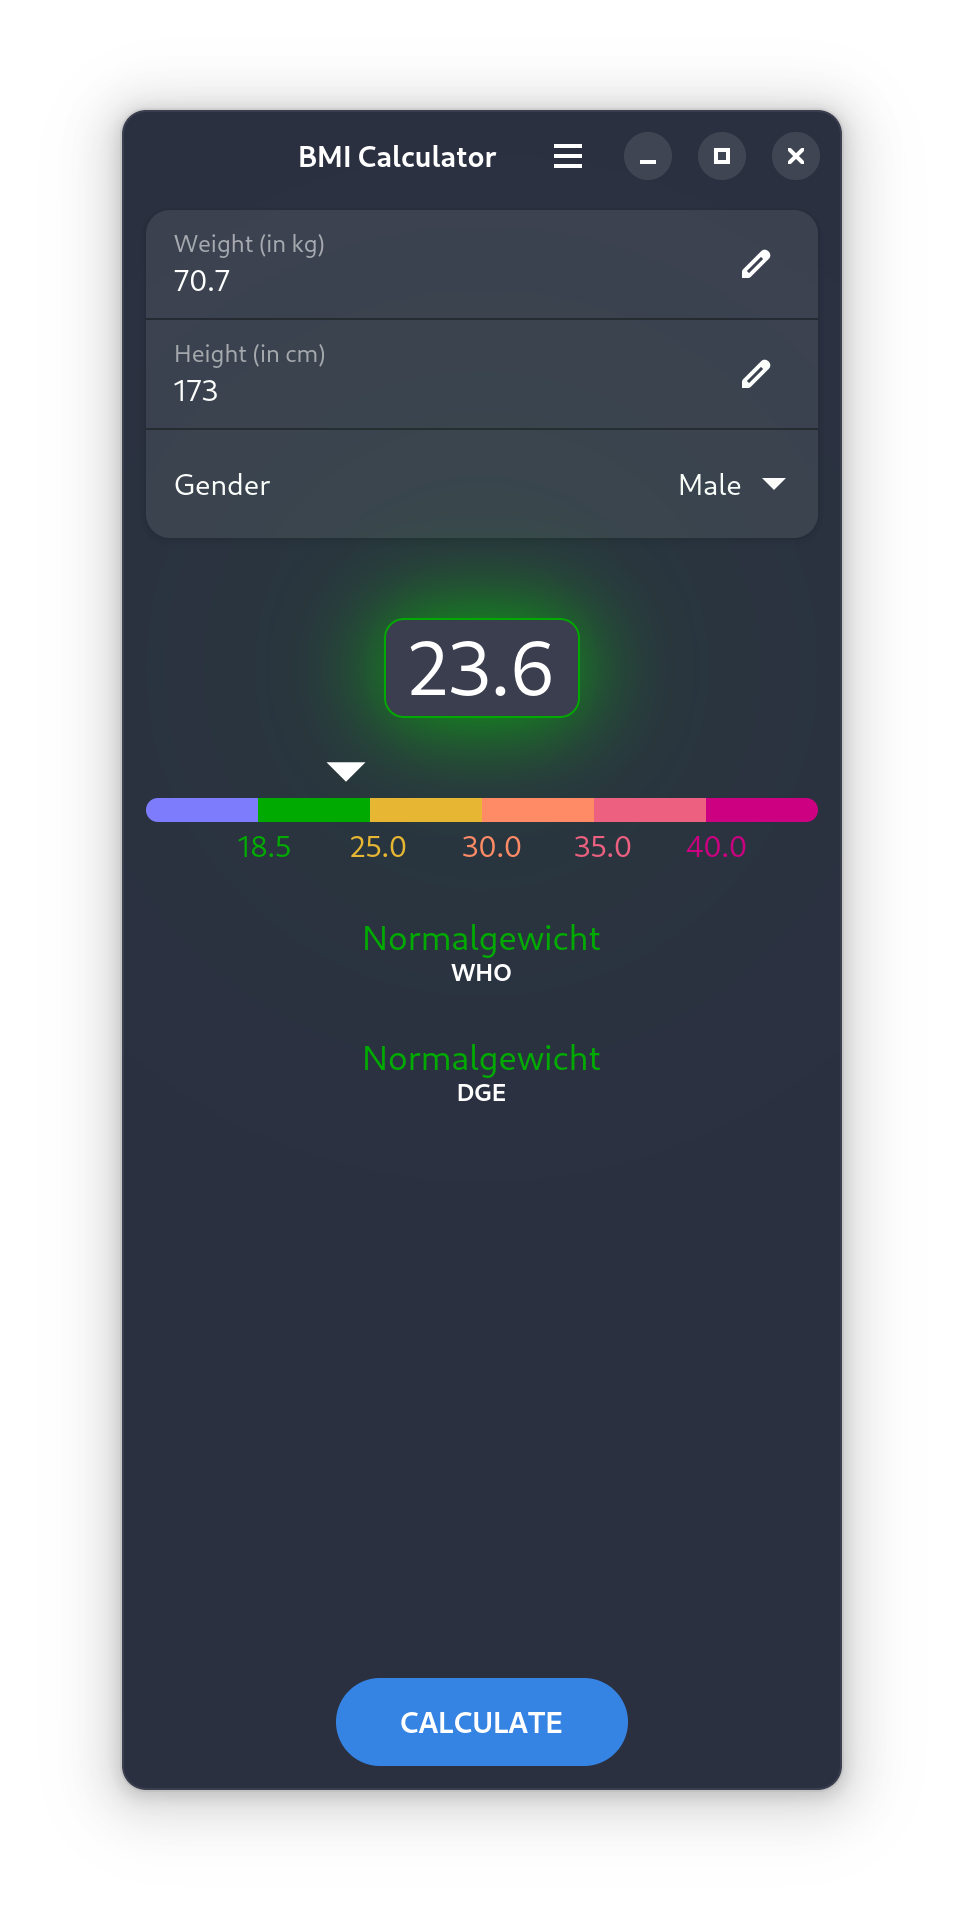 BMI Calculator
Weight (in kg)
70.7
Height (in cm)
173
Gender Male
23.6
18.5 25.0 30.0 35.0 40.0
Normalgewicht
WHO
Normalgewicht
DGE
CALCULATE